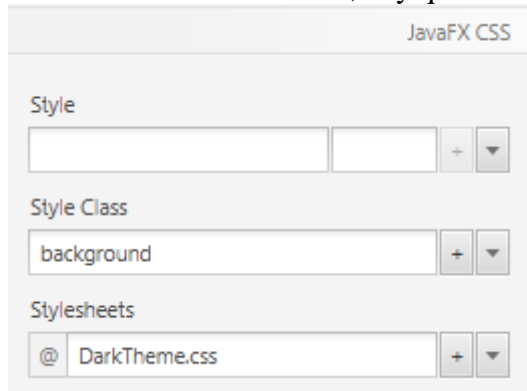 JavaFX CSS
Style
+
Style Class
background +
Stylesheets
@ DarkTheme.css +